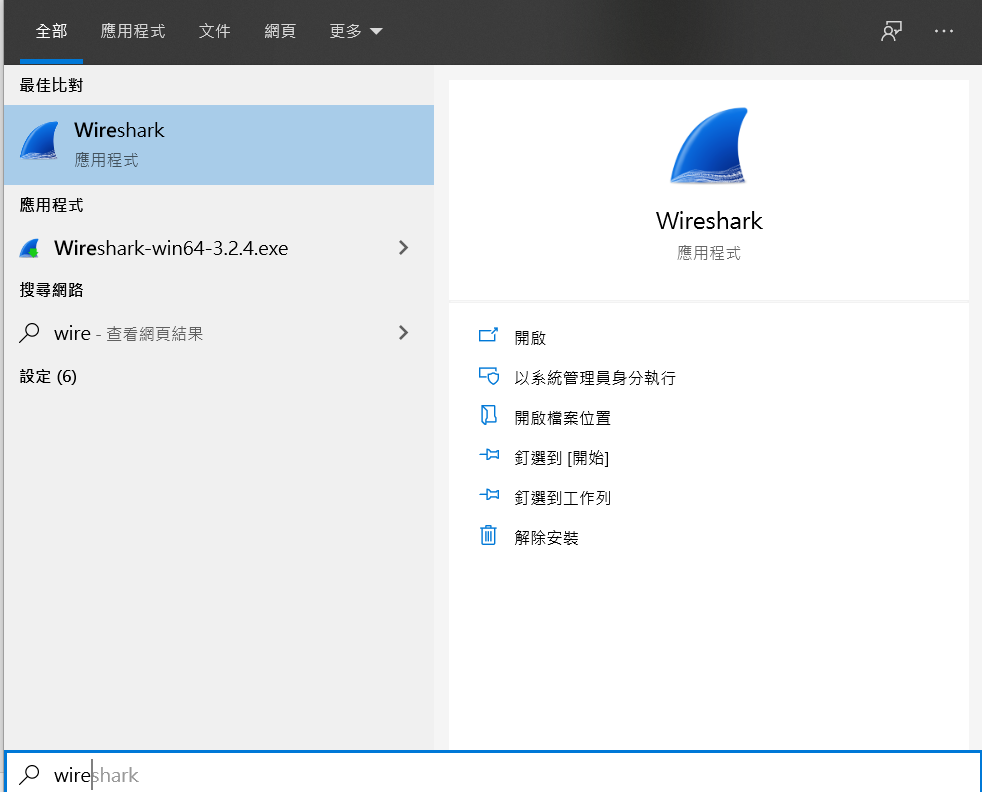 全部 應用程式 文件 網頁 更多
最佳比對
Wireshark
應用程式
應用程式
Wireshark-win64-3.2.4.exe
搜尋網路
wire - 查看網頁結果
設定 (6)
Wireshark
應用程式
開啟
以系統管理員身分執行
開啟檔案位置
釘選到 [開始]
釘選到工作列
解除安裝
wireshark